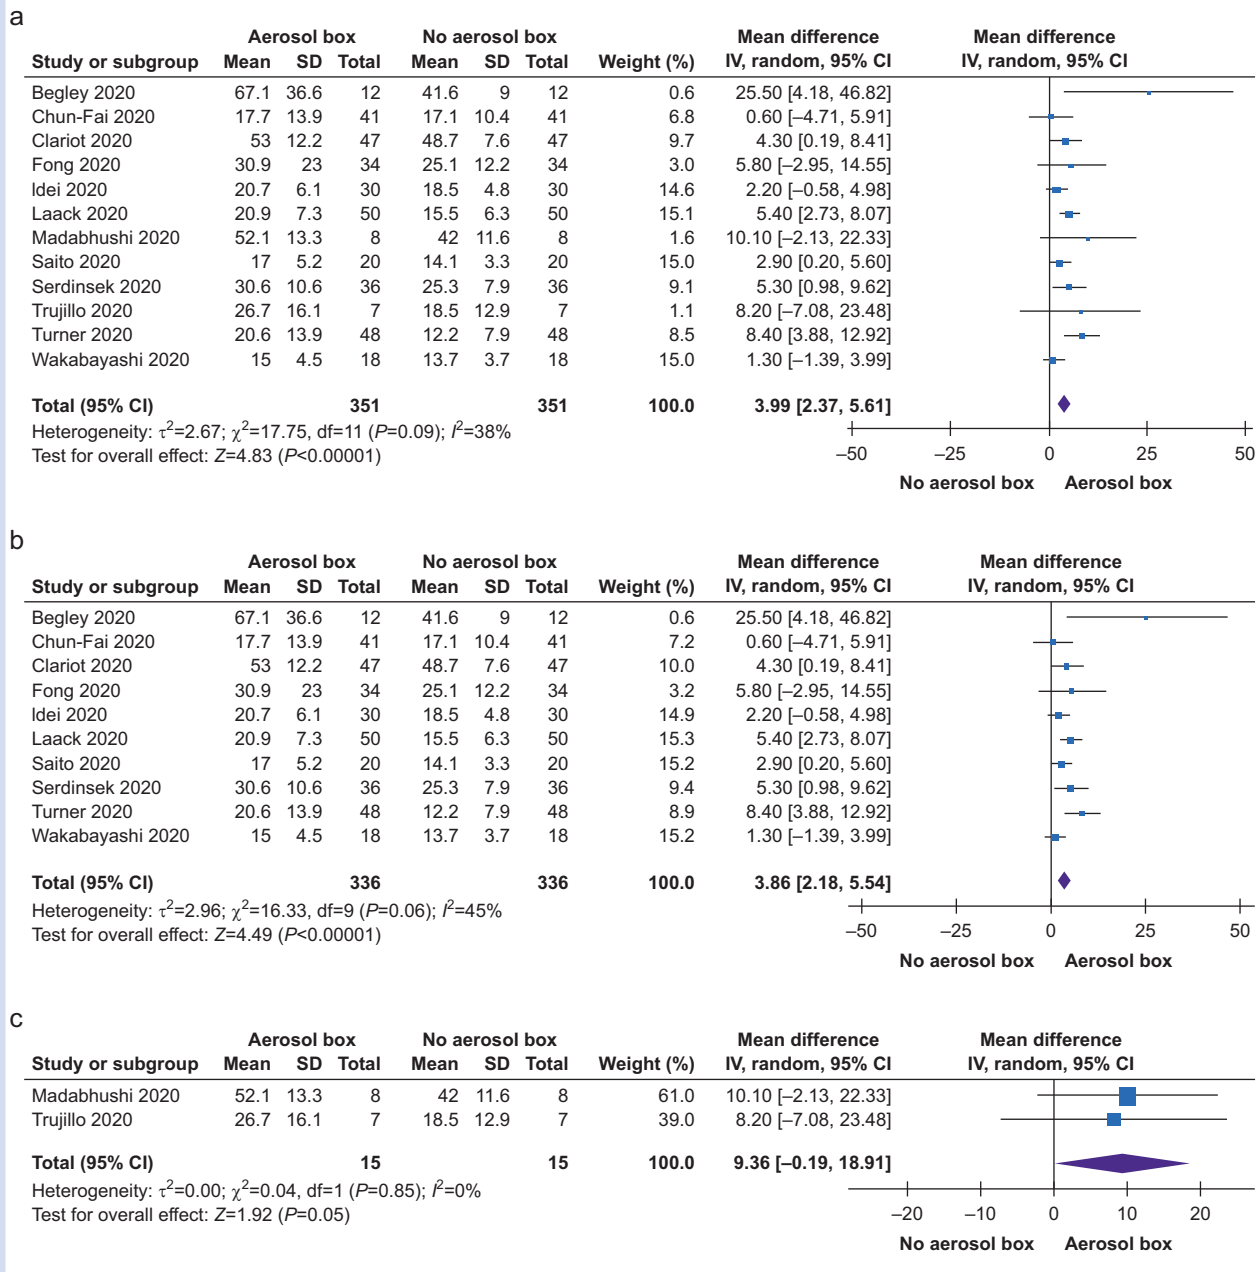 a
Aerosol box No aerosol box Mean difference Mean difference
Study or subgroup Mean SD Total Mean SD Total Weight (%) IV, random, 95% CI IV, random, 95% CI
Begley 2020 67.1 36.6 12 41.6 9 12 0.6 25.50 [4.18, 46.82]
Chun-Fai 2020 17.7 13.9 41 17.1 10.4 41 6.8 0.60 [–4.71, 5.91]
Clariot 2020 53 12.2 47 48.7 7.6 47 9.7 4.30 [0.19, 8.41]
Fong 2020 30.9 23 34 25.1 12.2 34 3.0 5.80 [–2.95, 14.55]
Idei 2020 20.7 6.1 30 18.5 4.8 30 14.6 2.20 [–0.58, 4.98]
Laack 2020 20.9 7.3 50 15.5 6.3 50 15.1 5.40 [2.73, 8.07]
Madabhushi 2020 52.1 13.3 8 42 11.6 8 1.6 10.10 [–2.13, 22.33]
Saito 2020 17 5.2 20 14.1 3.3 20 15.0 2.90 [0.20, 5.60]
Serdinsek 2020 30.6 10.6 36 25.3 7.9 36 9.1 5.30 [0.98, 9.62]
Trujillo 2020 26.7 16.1 7 18.5 12.9 7 1.1 8.20 [–7.08, 23.48]
Turner 2020 20.6 13.9 48 12.2 7.9 48 8.5 8.40 [3.88, 12.92]
Wakabayashi 2020 15 4.5 18 13.7 3.7 18 15.0 1.30 [–1.39, 3.99]
Total (95% CI) 351 351 100.0 3.99 [2.37, 5.61]
Heterogeneity: τ²=2.67; χ²=17.75, df=11 (P=0.09); I²=38%
Test for overall effect: Z=4.83 (P<0.00001)
–50 –25 0 25 50
No aerosol box Aerosol box
b
Aerosol box No aerosol box Mean difference Mean difference
Study or subgroup Mean SD Total Mean SD Total Weight (%) IV, random, 95% CI IV, random, 95% CI
Begley 2020 67.1 36.6 12 41.6 9 12 0.6 25.50 [4.18, 46.82]
Chun-Fai 2020 17.7 13.9 41 17.1 10.4 41 7.2 0.60 [–4.71, 5.91]
Clariot 2020 53 12.2 47 48.7 7.6 47 10.0 4.30 [0.19, 8.41]
Fong 2020 30.9 23 34 25.1 12.2 34 3.2 5.80 [–2.95, 14.55]
Idei 2020 20.7 6.1 30 18.5 4.8 30 14.9 2.20 [–0.58, 4.98]
Laack 2020 20.9 7.3 50 15.5 6.3 50 15.3 5.40 [2.73, 8.07]
Saito 2020 17 5.2 20 14.1 3.3 20 15.2 2.90 [0.20, 5.60]
Serdinsek 2020 30.6 10.6 36 25.3 7.9 36 9.4 5.30 [0.98, 9.62]
Turner 2020 20.6 13.9 48 12.2 7.9 48 8.9 8.40 [3.88, 12.92]
Wakabayashi 2020 15 4.5 18 13.7 3.7 18 15.2 1.30 [–1.39, 3.99]
Total (95% CI) 336 336 100.0 3.86 [2.18, 5.54]
Heterogeneity: τ²=2.96; χ²=16.33, df=9 (P=0.06); I²=45%
Test for overall effect: Z=4.49 (P<0.00001)
–50 –25 0 25 50
No aerosol box Aerosol box
c
Aerosol box No aerosol box Mean difference Mean difference
Study or subgroup Mean SD Total Mean SD Total Weight (%) IV, random, 95% CI IV, random, 95% CI
Madabhushi 2020 52.1 13.3 8 42 11.6 8 61.0 10.10 [–2.13, 22.33]
Trujillo 2020 26.7 16.1 7 18.5 12.9 7 39.0 8.20 [–7.08, 23.48]
Total (95% CI) 15 15 100.0 9.36 [–0.19, 18.91]
Heterogeneity: τ²=0.00; χ²=0.04, df=1 (P=0.85); I²=0%
Test for overall effect: Z=1.92 (P=0.05)
–20 –10 0 10 20
No aerosol box Aerosol box